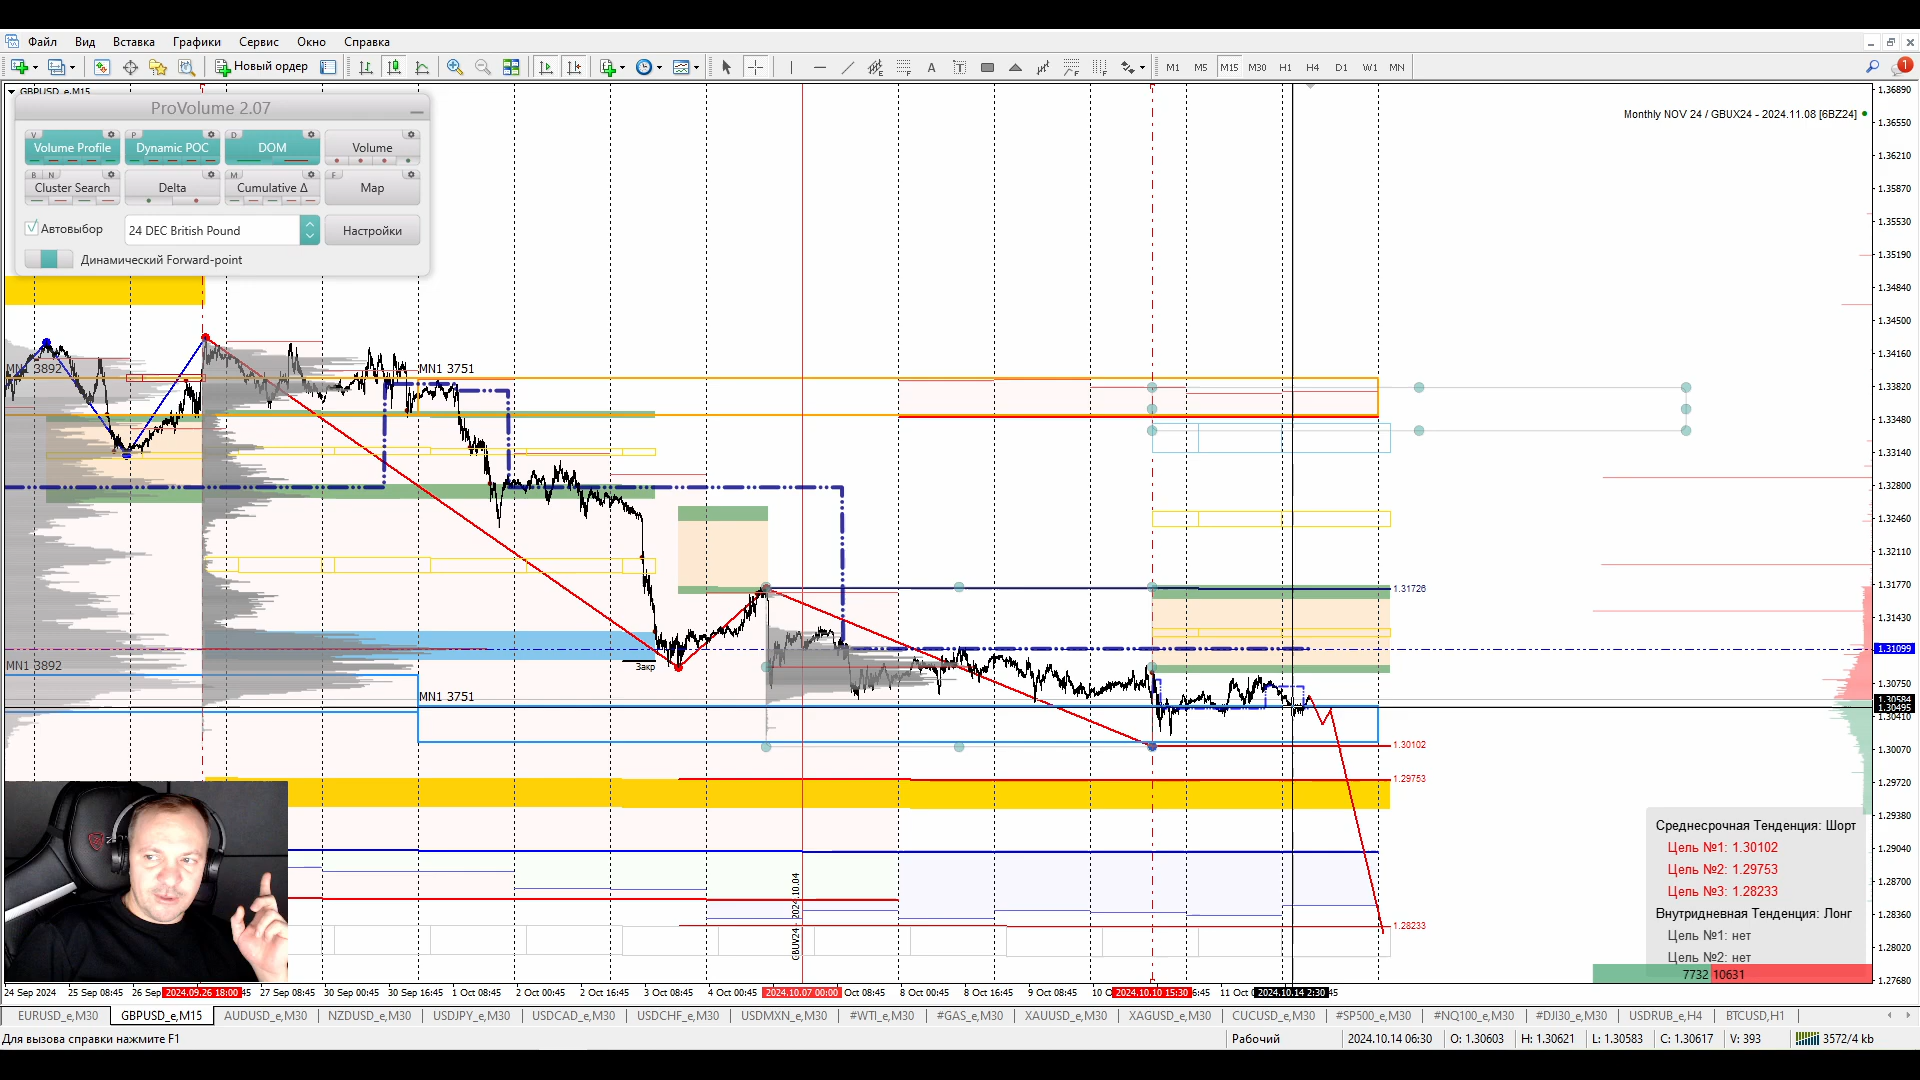 Файл Вид Вставка Графики Сервис Окно Справка
Новый ордер
A T
M1 M5 M15 M30 H1 H4 D1 W1 MN
1
GBPUSD_e,M15
ProVolume 2.07
V P D
Volume Profile Dynamic POC DOM Volume
B N M F
Cluster Search Delta Cumulative Δ Map
Автовыбор 24 DEC British Pound Настройки
Динамический Forward-point
Monthly NOV 24 / GBUX24 - 2024.11.08 [6BZ24]
1.36890
1.36550
1.36210
1.35870
1.35530
1.35190
1.34840
1.34500
1.34160
1.33820
1.33480
1.33140
1.32800
1.32460
1.32110
1.31770
1.31430
1.31099
1.30750
1.30584
1.30495
1.30410
1.30070
1.29720
1.29380
1.29040
1.28700
1.28360
1.28020
1.27680
MN1 3892
MN1 3751
MN1 3892
MN1 3751
Закр
1.31726
1.30102
1.29753
1.28233
GBUV24 - 2024.10.04
Среднесрочная Тенденция: Шорт
Цель №1: 1.30102
Цель №2: 1.29753
Цель №3: 1.28233
Внутридневная Тенденция: Лонг
Цель №1: нет
Цель №2: нет
7732 10631
24 Sep 2024 25 Sep 08:45 26 Sep 2024.09.26 18:00 45 27 Sep 08:45 30 Sep 00:45 30 Sep 16:45 1 Oct 08:45 2 Oct 00:45 2 Oct 16:45 3 Oct 08:45 4 Oct 00:45 2024.10.07 00:00 Oct 08:45 8 Oct 00:45 8 Oct 16:45 9 Oct 08:45 10 2024.10.10 15:30 6:45 11 Oct 2024.10.14 2:30 45
EURUSD_e,M30 GBPUSD_e,M15 AUDUSD_e,M30 NZDUSD_e,M30 USDJPY_e,M30 USDCAD_e,M30 USDCHF_e,M30 USDMXN_e,M30 #WTI_e,M30 #GAS_e,M30 XAUUSD_e,M30 XAGUSD_e,M30 CUCUSD_e,M30 #SP500_e,M30 #NQ100_e,M30 #DJI30_e,M30 USDRUB_e,H4 BTCUSD,H1
Для вызова справки нажмите F1 Рабочий 2024.10.14 06:30 O: 1.30603 H: 1.30621 L: 1.30583 C: 1.30617 V: 393 3572/4 kb